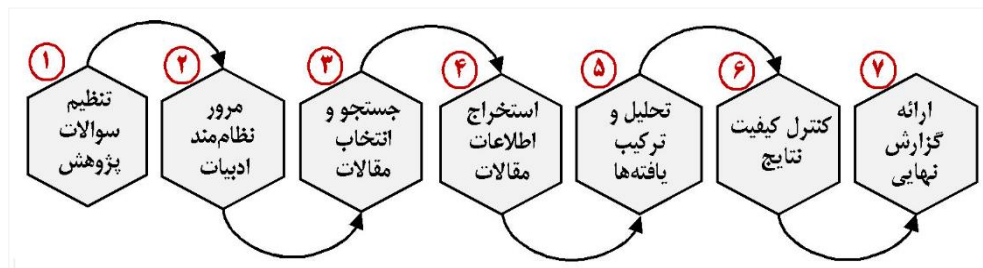 ۱
تنظیم
سوالات
پژوهش
۲
مرور
نظام‌مند
ادبیات
۳
جستجو و
انتخاب
مقالات
۴
استخراج
اطلاعات
مقالات
۵
تحلیل و
ترکیب
یافته‌ها
۶
کنترل کیفیت
نتایج
۷
ارائه
گزارش
نهایی